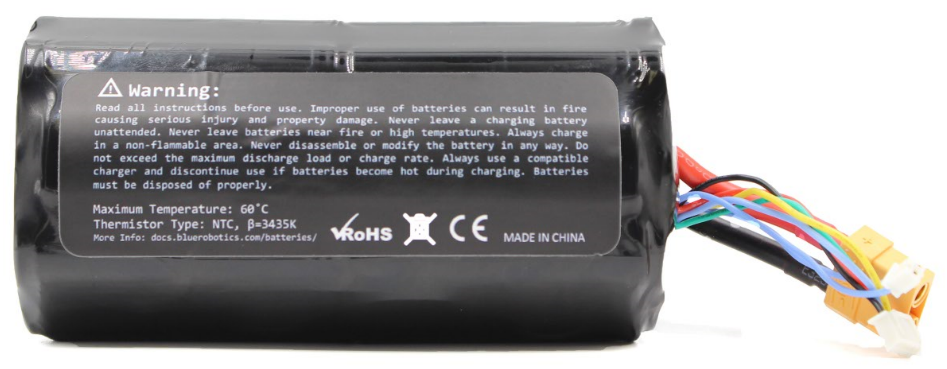 Warning:
Read all instructions before use. Improper use of batteries can result in fire
causing serious injury and property damage. Never leave a charging battery
unattended. Never leave batteries near fire or high temperatures. Always charge
in a non-flammable area. Never disassemble or modify the battery in any way. Do
not exceed the maximum discharge load or charge rate. Always use a compatible
charger and discontinue use if batteries become hot during charging. Batteries
must be disposed of properly.
Maximum Temperature: 60°C
Thermistor Type: NTC, β=3435K
More Info: docs.bluerobotics.com/batteries/
RoHS CE MADE IN CHINA